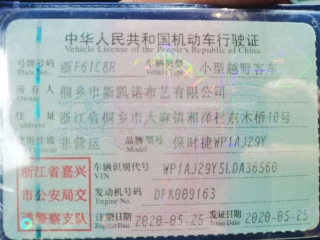 中华人民共和国机动车行驶证
Vehicle License of the People's Republic of China
号牌号码 浙F61C8R 车辆类型 小型越野客车
Plate No. Vehicle Type
所有人 桐乡市新凯诺布艺有限公司
Owner
住址 浙江省桐乡市大麻镇湘洋村东木桥10号
Address
使用性质 非营运 品牌型号 保时捷WP1AJ29Y
Model
浙江省嘉兴
市公安局交
通警察支队
车辆识别代号 WP1AJ29Y5LDA36560
VIN
发动机号码 DFK009163
Engine No.
注册日期 2020-05-25 发证日期 2020-05-25
Register Date Issue Date